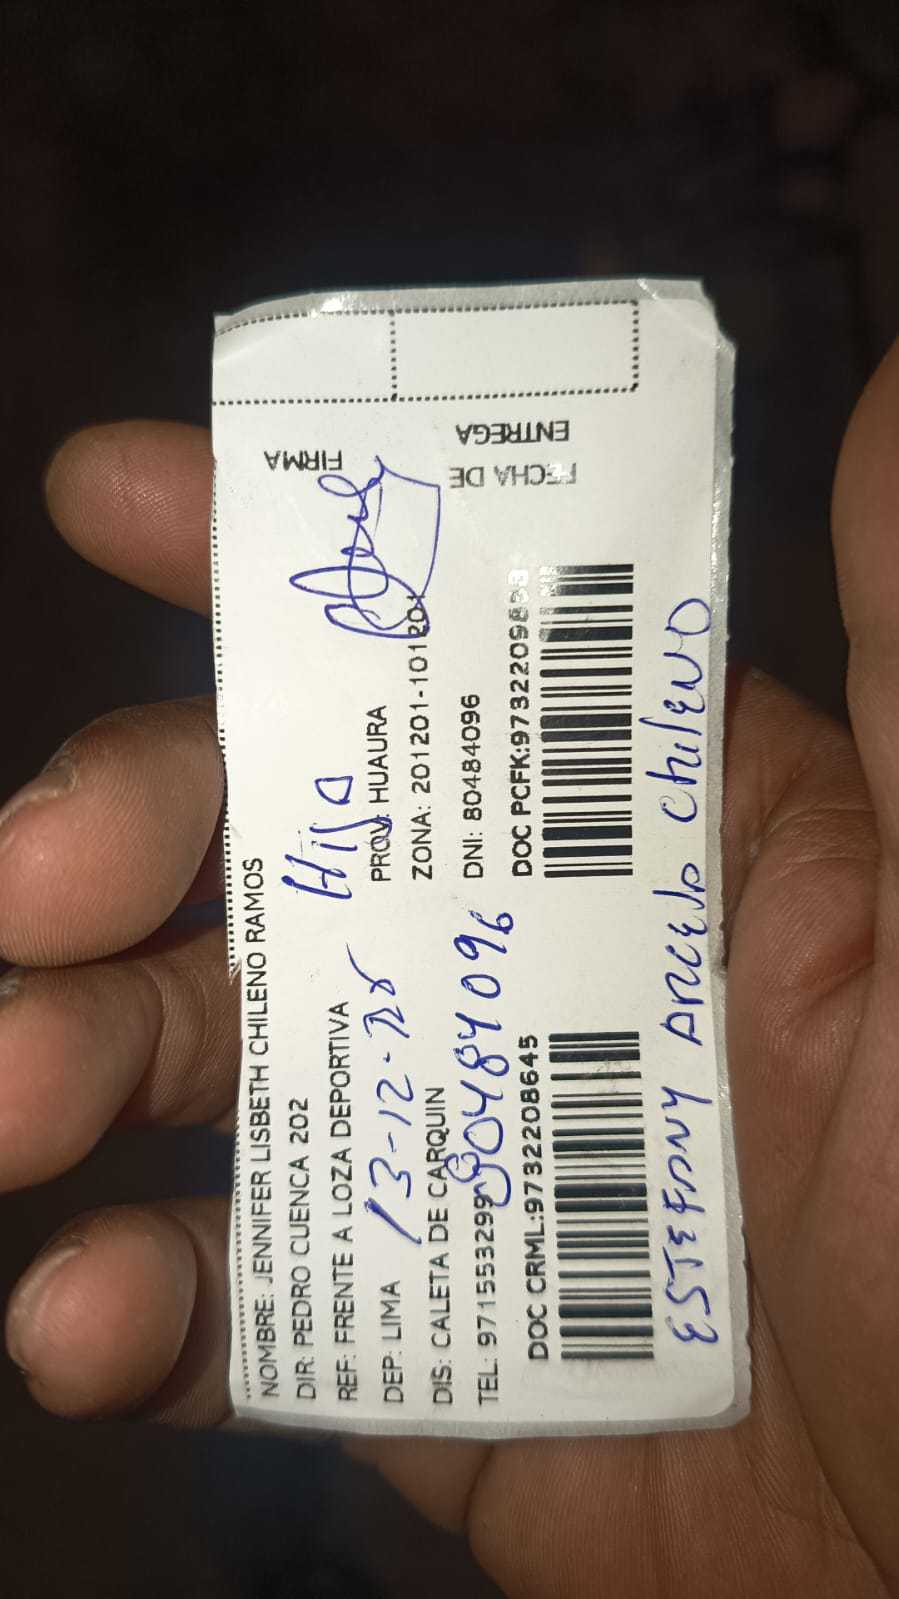 NOMBRE: JENNIFER LISBETH CHILENO RAMOS
DIR: PEDRO CUENCA 202
HIJA
REF: FRENTE A LOZA DEPORTIVA
13-12-25
DEP: LIMA PROV: HUAURA
DIS: CALETA DE CARQUIN ZONA: 201201-101201
80484096
TEL: 971553299 DNI: 80484096
DOC CRML:9732208645 DOC PCFK:9732209833
ESTEFANY ARCEJO CHILENO
FIRMA
FECHA DE
ENTREGA